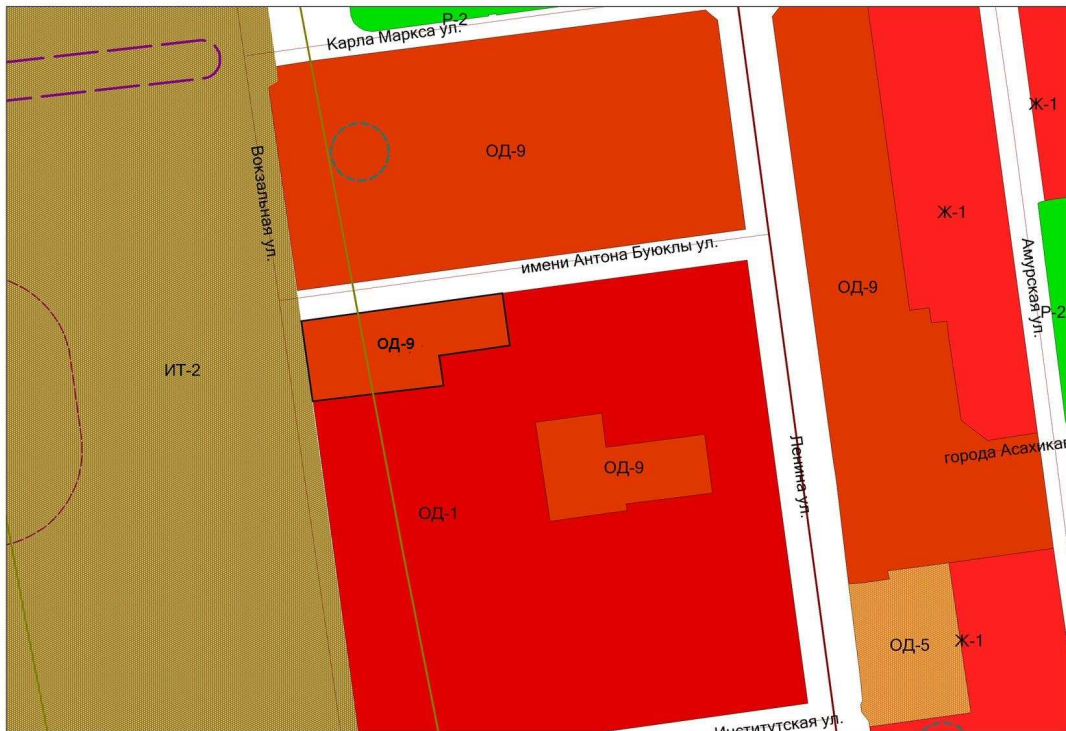 Р-2
Карла Маркса ул.
Ж-1
ОД-9
Вокзальная ул.
Ж-1
имени Антона Буюклы ул.
Амурская ул.
ОД-9
Р-2
ОД-9
ИТ-2
Ленина ул.
города Асахикав
ОД-9
ОД-1
ОД-5
Ж-1
Институтская ул.